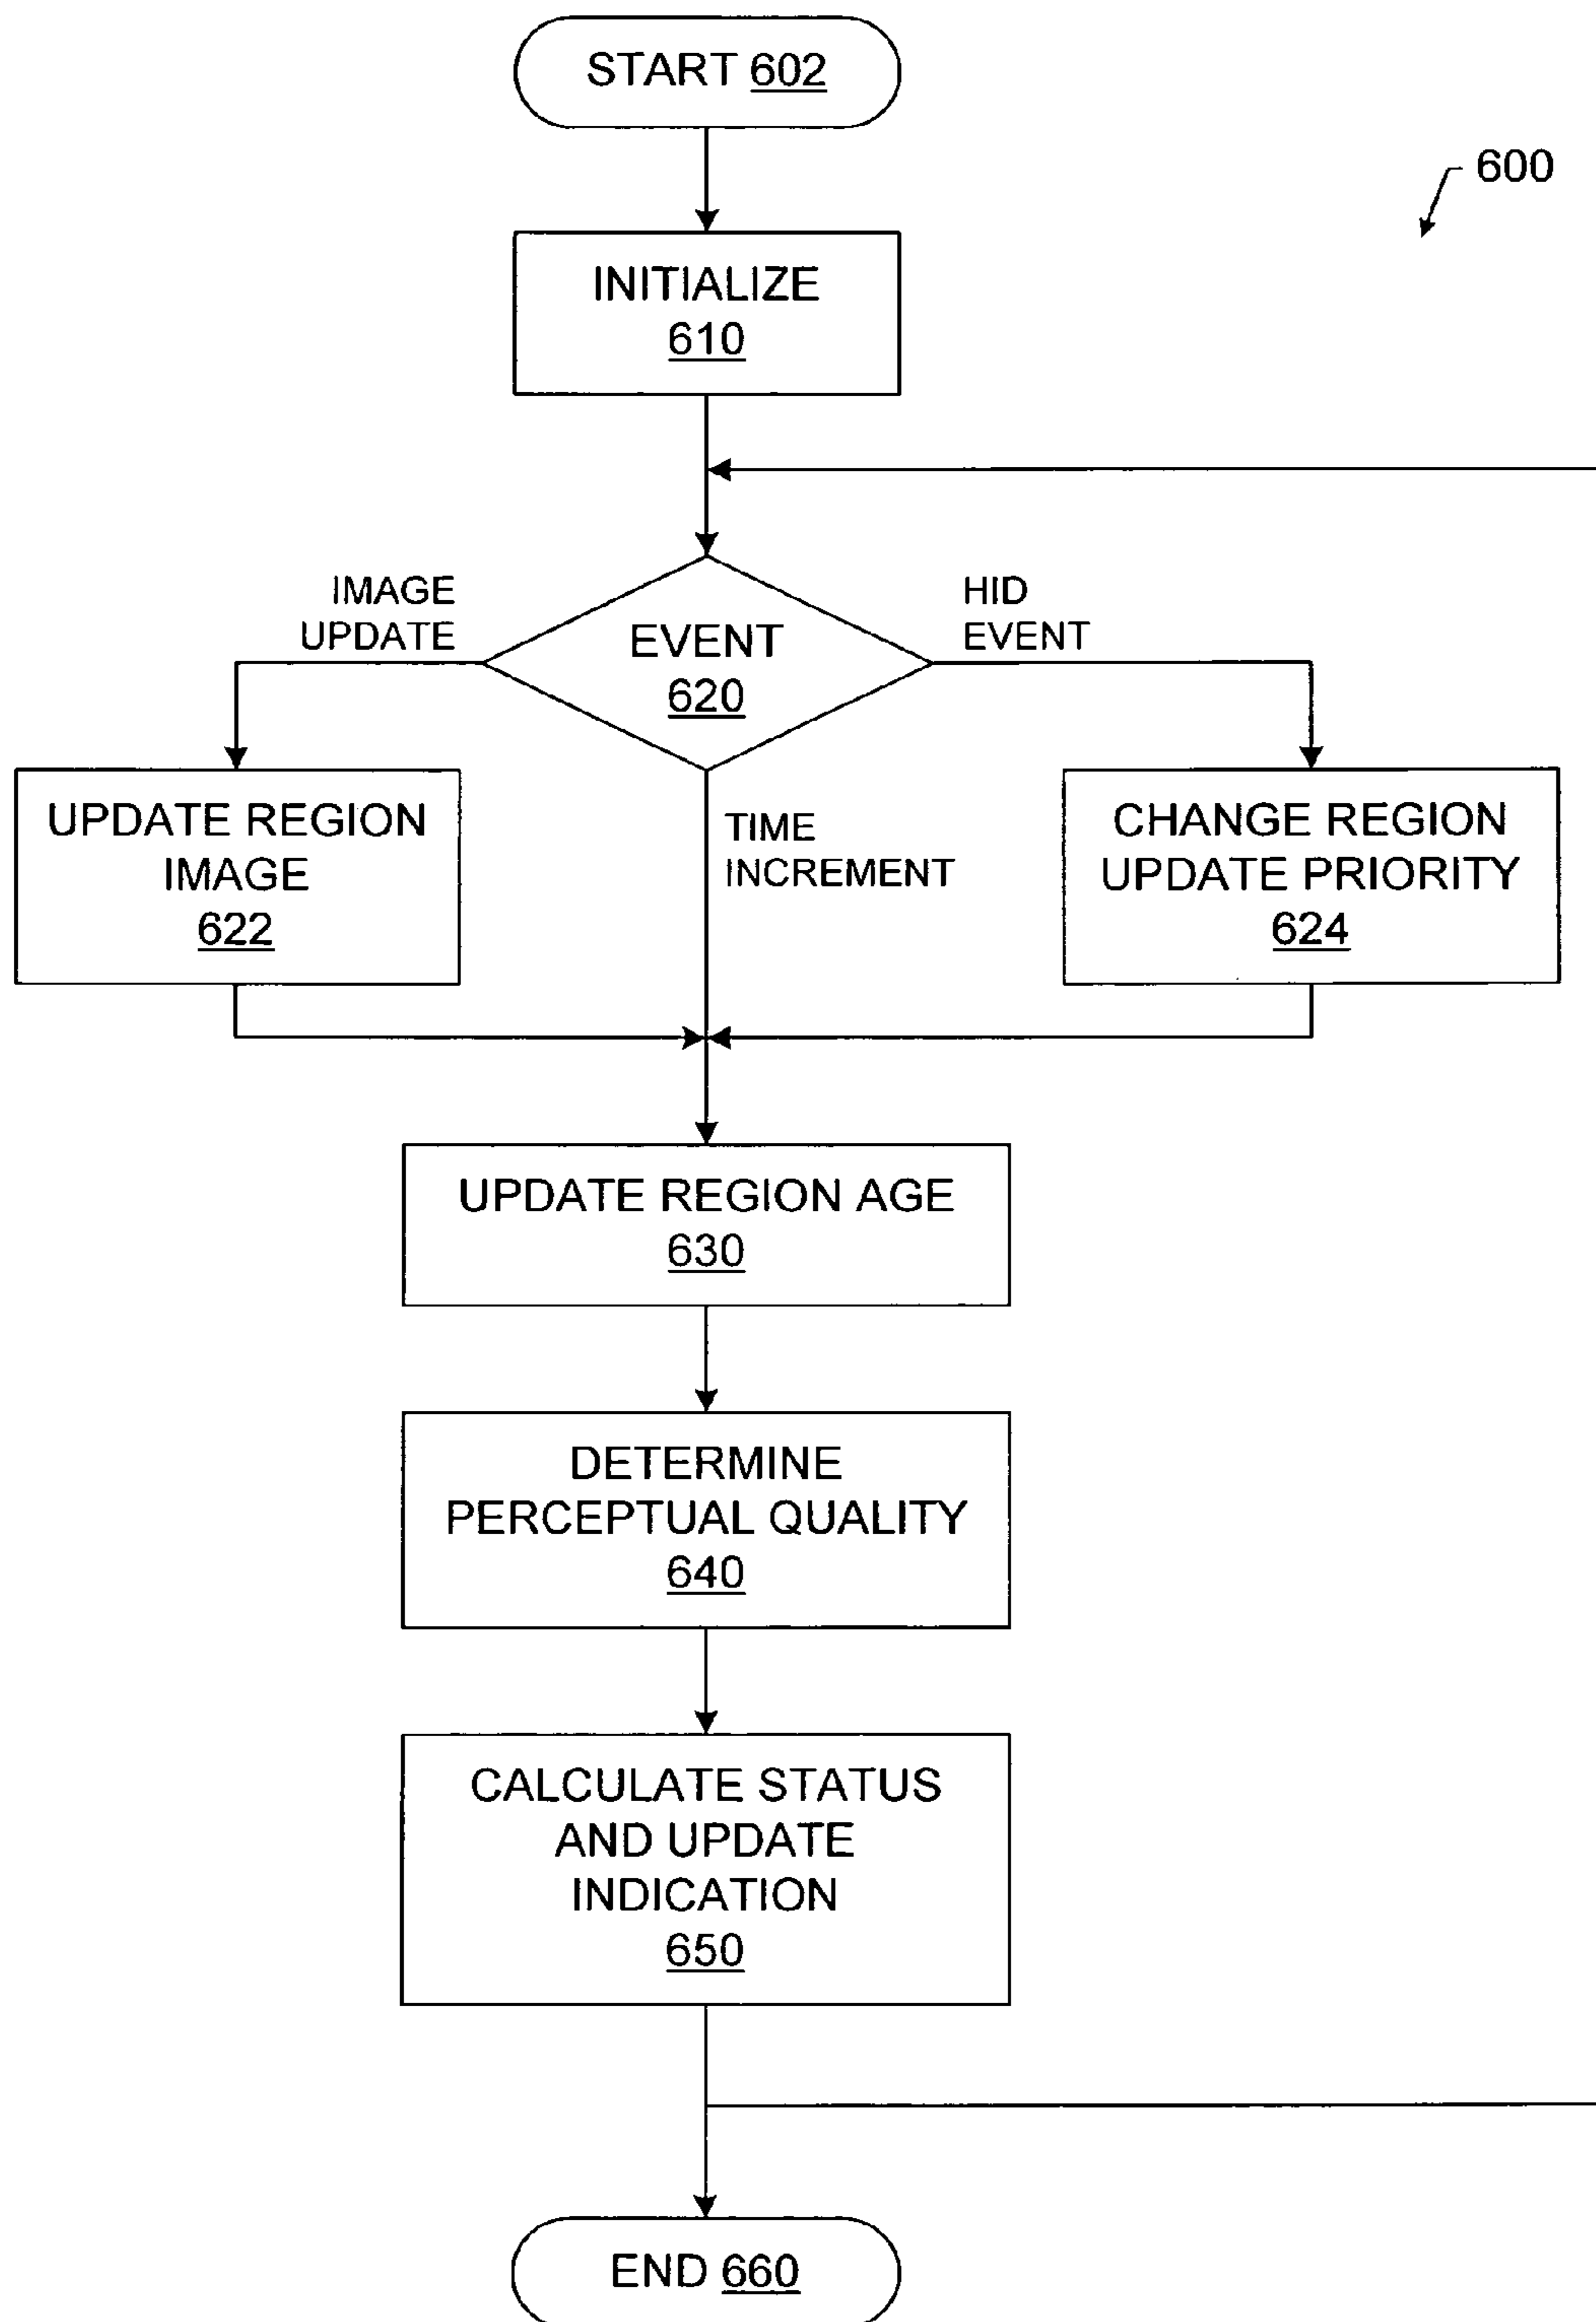 START 602
600
INITIALIZE
610
IMAGE
UPDATE
HID
EVENT
EVENT
620
UPDATE REGION
IMAGE
622
TIME
INCREMENT
CHANGE REGION
UPDATE PRIORITY
624
UPDATE REGION AGE
630
DETERMINE
PERCEPTUAL QUALITY
640
CALCULATE STATUS
AND UPDATE
INDICATION
650
END 660